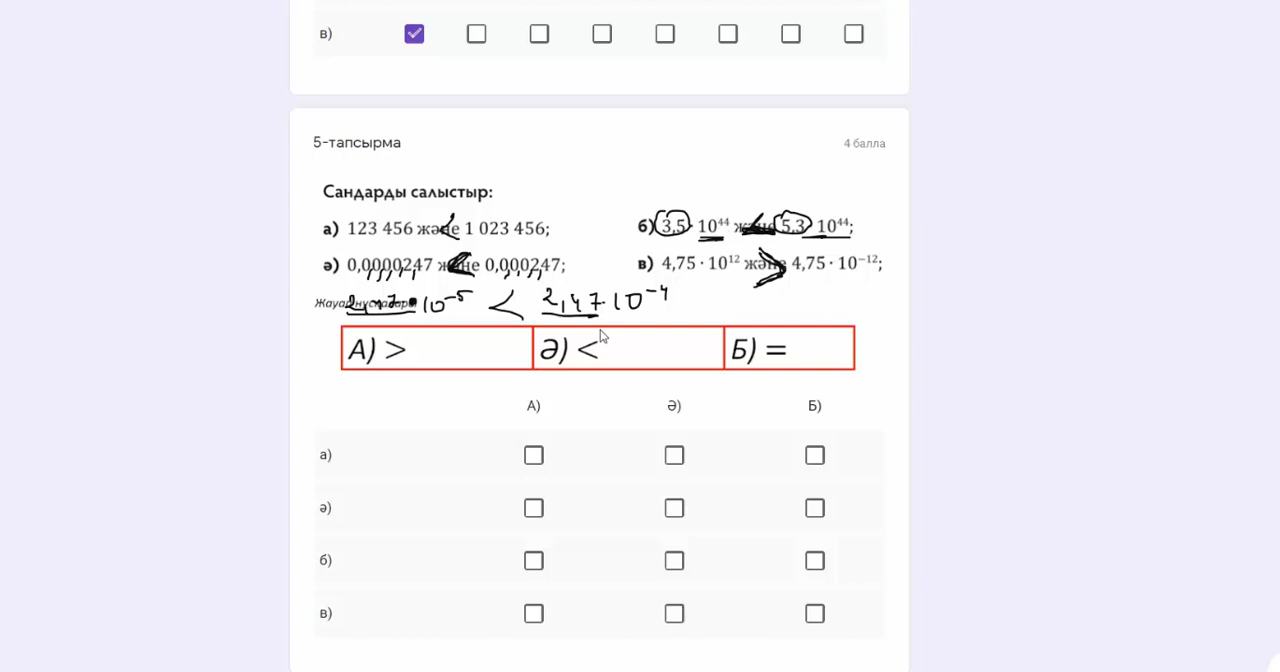 в)
5-тапсырма 4 балла
Сандарды салыстыр:
а) 123 456 және < 1 023 456; б) 3,5 · 10⁴⁴ және < 5,3 · 10⁴⁴;
ә) 0,0000247 және < 0,000247; в) 4,75 · 10¹² және > 4,75 · 10⁻¹²;
Жауап нұсқалары
2,47 · 10⁻⁵ < 2,47 · 10⁻⁴
А) > Ә) < Б) =
А) Ә) Б)
а)
ә)
б)
в)